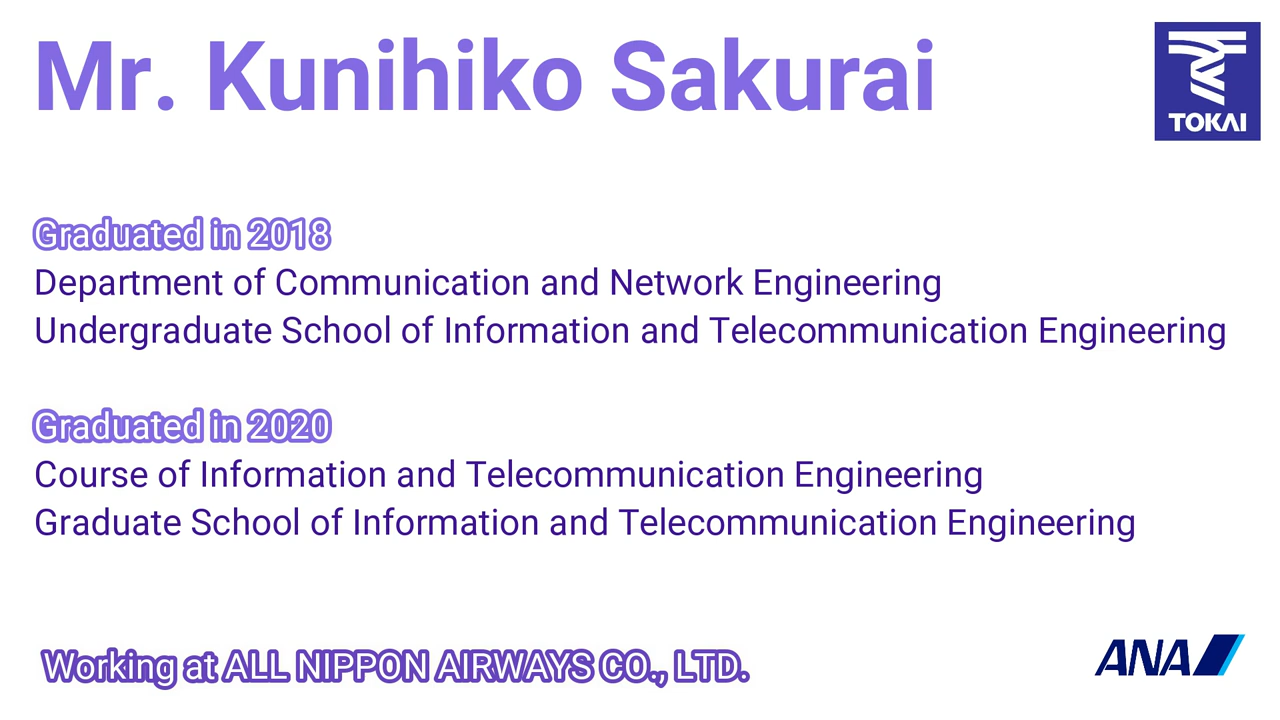 Mr. Kunihiko Sakurai
TOKAI
Graduated in 2018
Department of Communication and Network Engineering
Undergraduate School of Information and Telecommunication Engineering
Graduated in 2020
Course of Information and Telecommunication Engineering
Graduate School of Information and Telecommunication Engineering
Working at ALL NIPPON AIRWAYS CO., LTD.
ANA